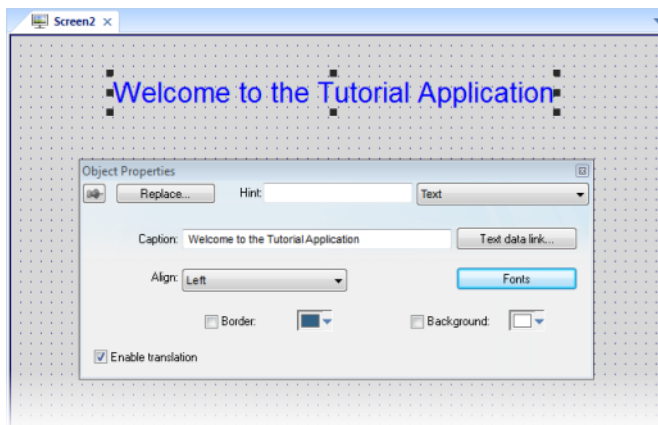 Screen2
Welcome to the Tutorial Application
Object Properties
Replace... Hint: Text
Caption: Welcome to the Tutorial Application Text data link...
Align: Left Fonts
Border: Background:
Enable translation